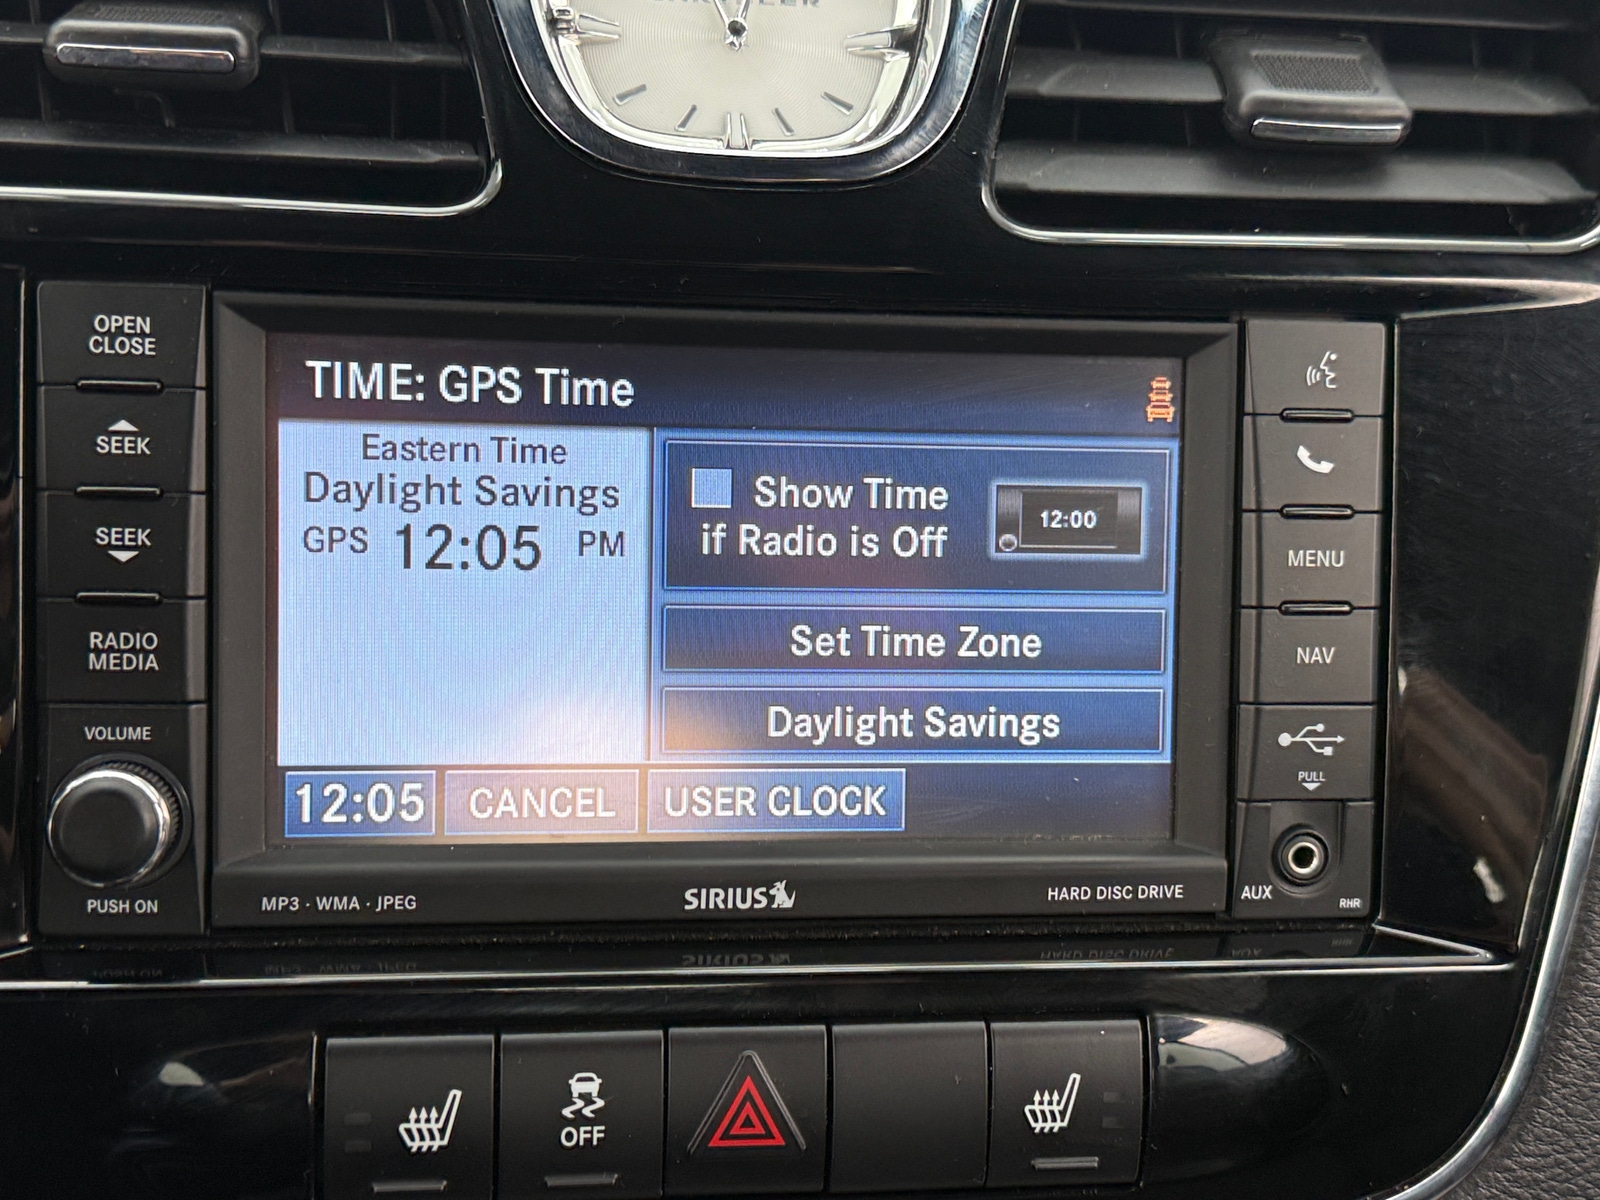 OPEN
CLOSE
SEEK
SEEK
RADIO
MEDIA
VOLUME
PUSH ON
TIME: GPS Time
Eastern Time
Daylight Savings
GPS 12:05 PM
Show Time
if Radio is Off
12:00
Set Time Zone
Daylight Savings
12:05 CANCEL USER CLOCK
MP3 · WMA · JPEG
SIRIUS
HARD DISC DRIVE
MENU
NAV
PULL
AUX
RHR
OFF